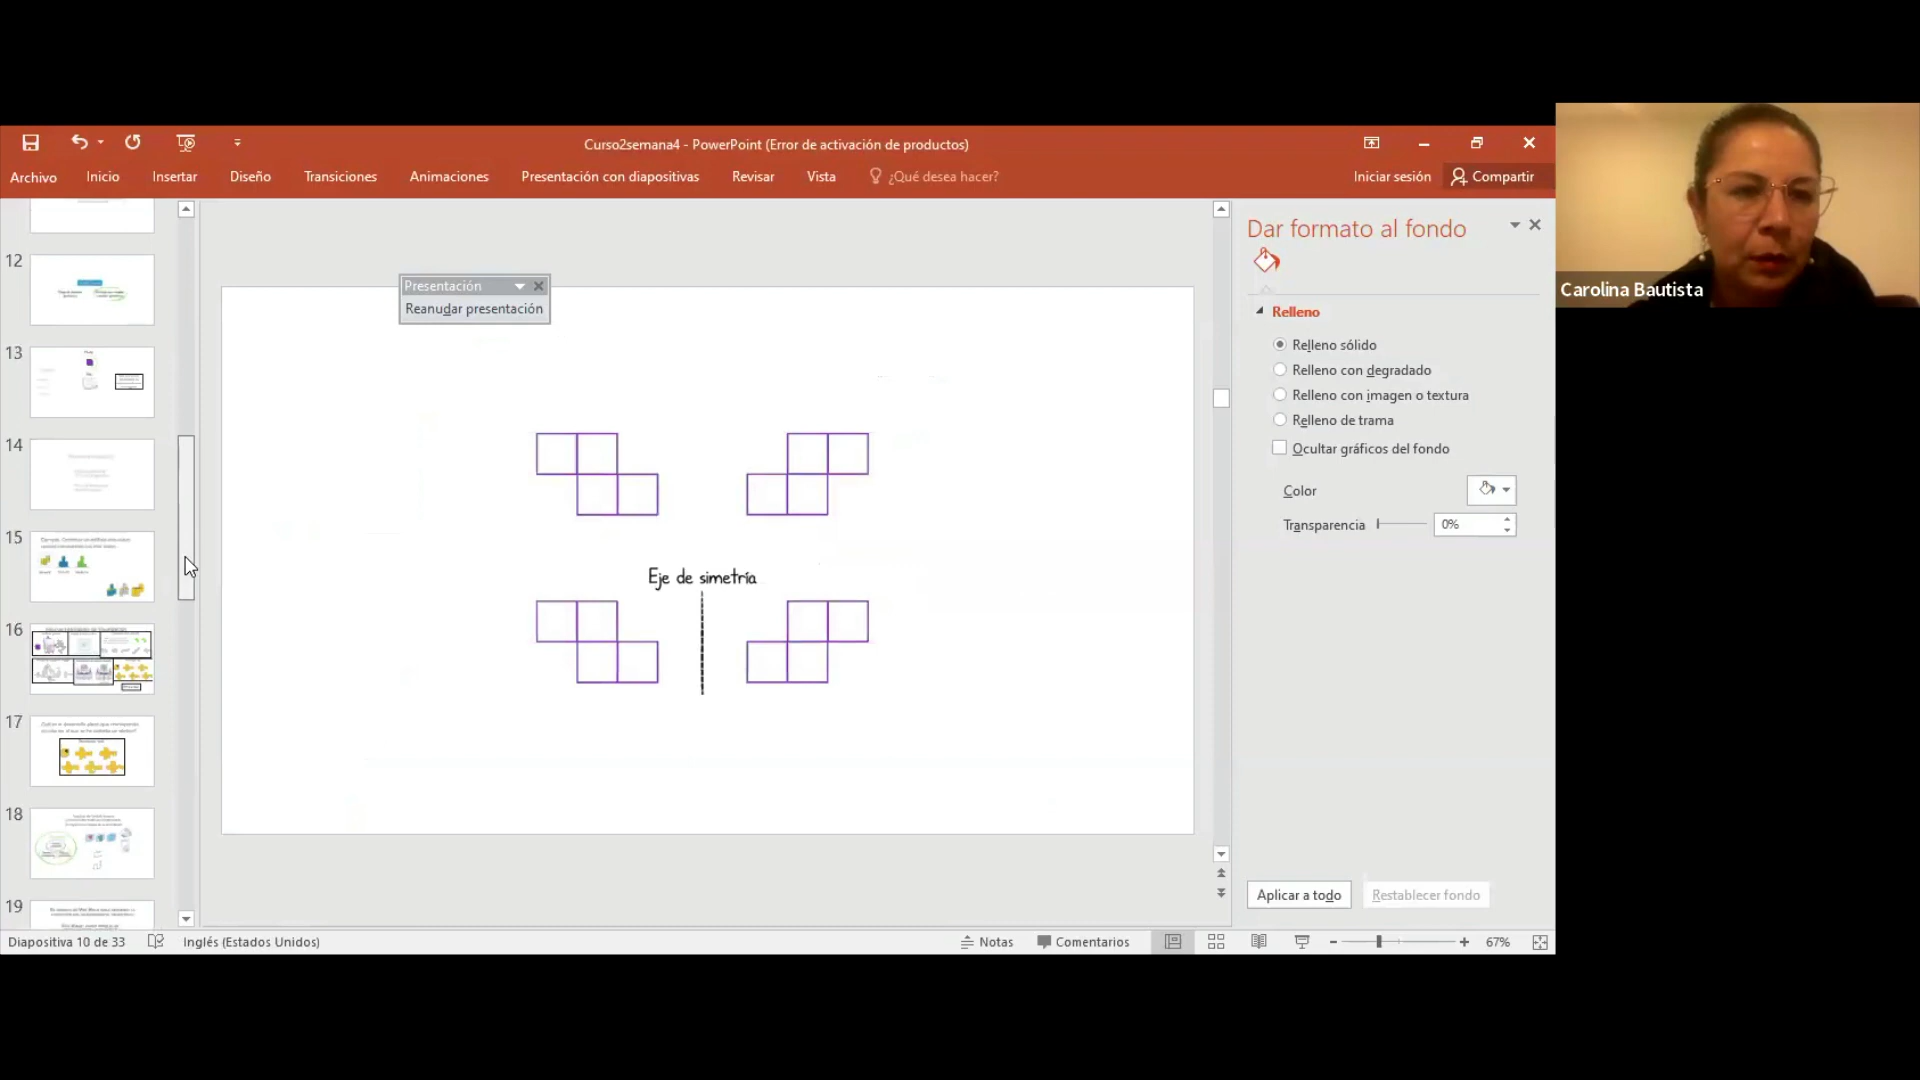 Curso2semana4 - PowerPoint (Error de activación de productos)
Archivo Inicio Insertar Diseño Transiciones Animaciones Presentación con diapositivas Revisar Vista ¿Qué desea hacer? Iniciar sesión Compartir
Carolina Bautista
12
13
14
15
16
17
18
19
Presentación
Reanudar presentación
Eje de simetría
Dar formato al fondo
Relleno
Relleno sólido
Relleno con degradado
Relleno con imagen o textura
Relleno de trama
Ocultar gráficos del fondo
Color
Transparencia 0%
Aplicar a todo Restablecer fondo
Diapositiva 10 de 33 Inglés (Estados Unidos) Notas Comentarios 67%